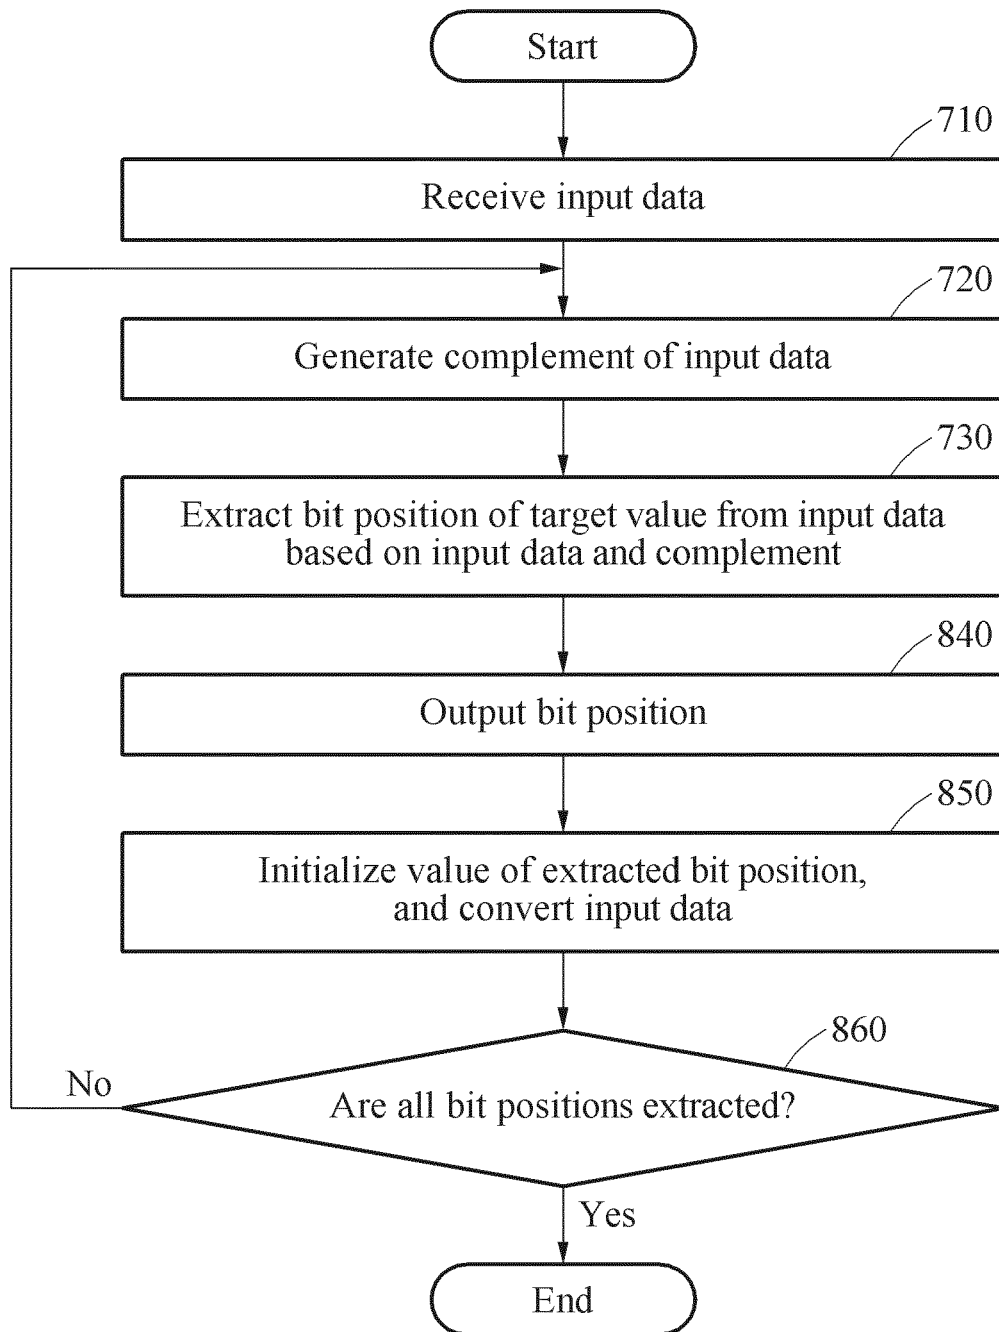 Start
710
Receive input data
720
Generate complement of input data
730
Extract bit position of target value from input data
based on input data and complement
840
Output bit position
850
Initialize value of extracted bit position,
and convert input data
860
No
Are all bit positions extracted?
Yes
End